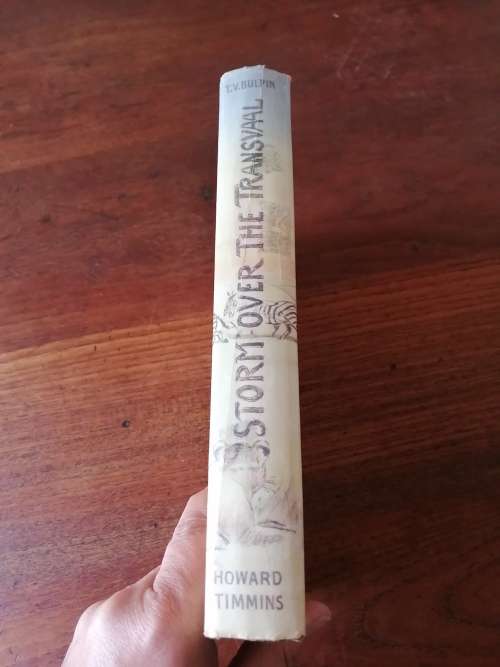 T.V. BULPIN
STORM OVER THE TRANSVAAL
HOWARD
TIMMINS